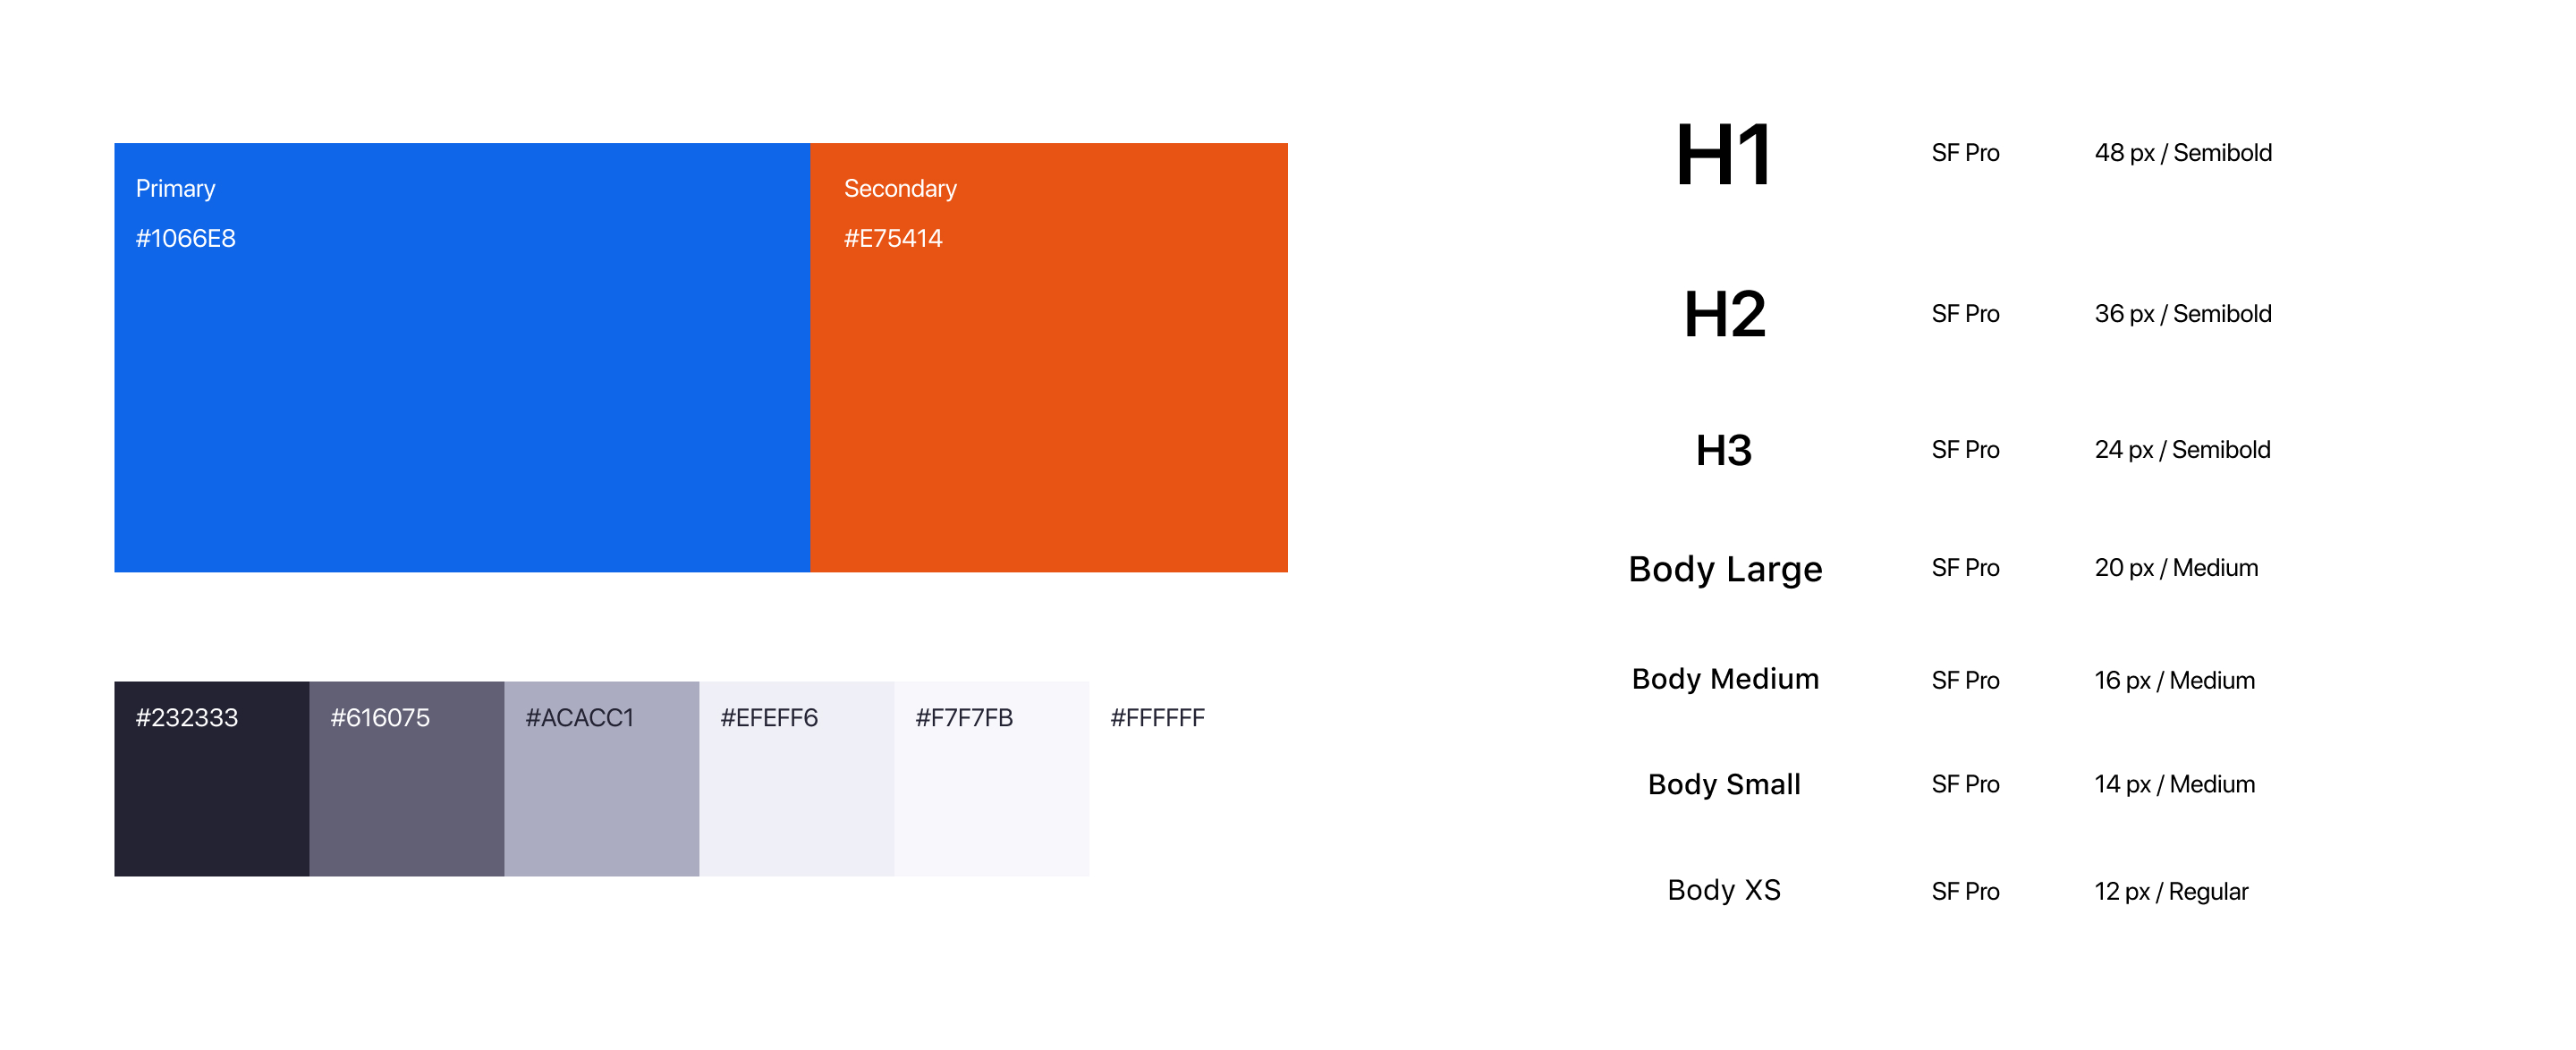 Primary
#1066E8
Secondary
#E75414
#232333
#616075
#ACACC1
#EFEFF6
#F7F7FB
#FFFFFF
H1 SF Pro 48 px / Semibold
H2 SF Pro 36 px / Semibold
H3 SF Pro 24 px / Semibold
Body Large SF Pro 20 px / Medium
Body Medium SF Pro 16 px / Medium
Body Small SF Pro 14 px / Medium
Body XS SF Pro 12 px / Regular